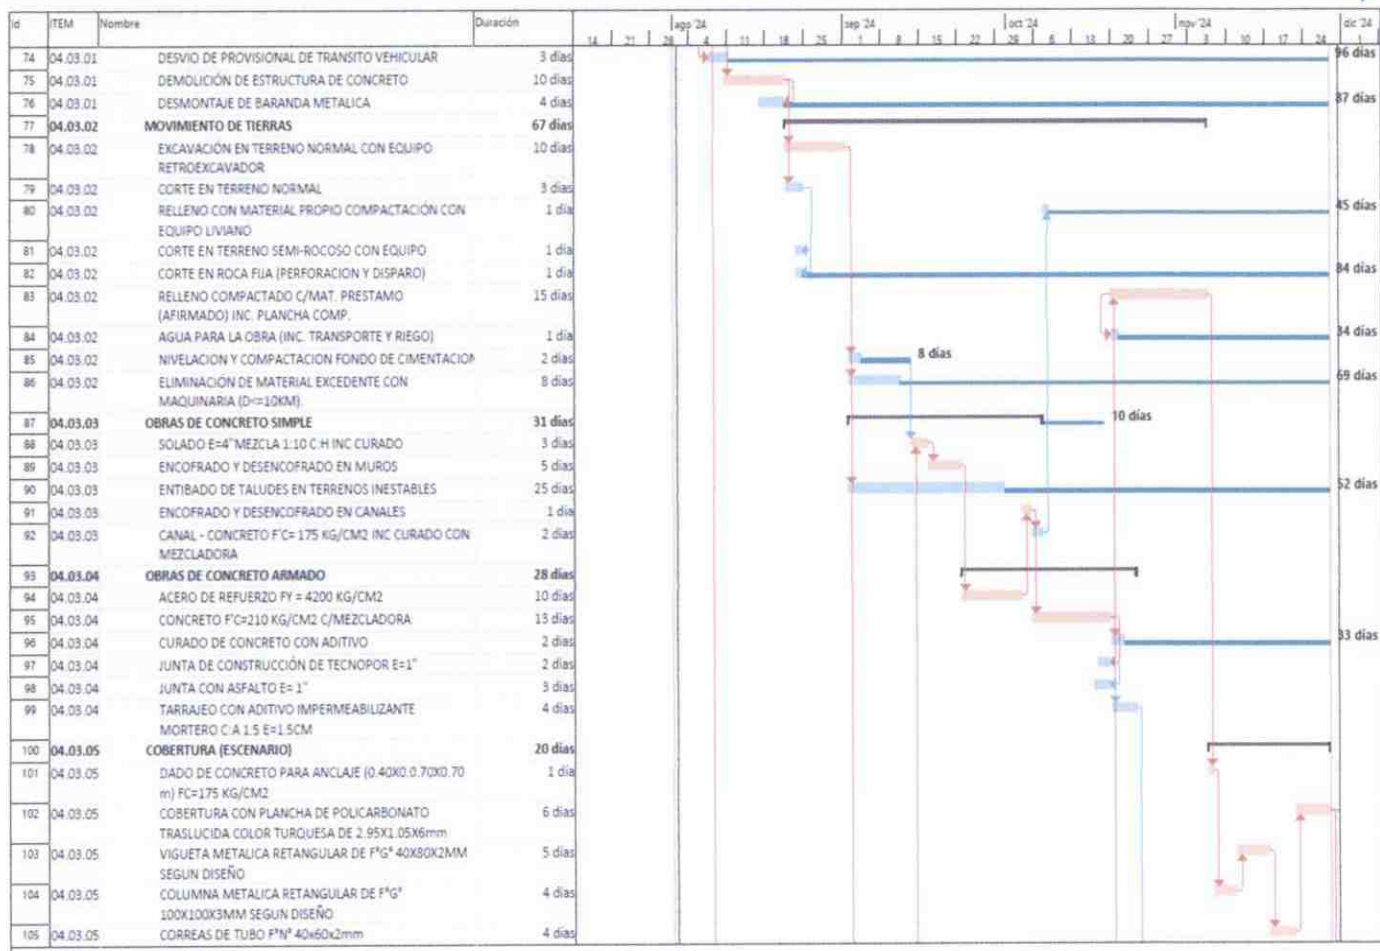 Id ITEM Nombre Duración ago '24 sep '24 oct '24 nov '24 dic '24
14 21 28 4 11 18 25 1 8 15 22 28 6 13 20 27 3 10 17 24
74 04.03.01 DESVIO DE PROVISIONAL DE TRANSITO VEHICULAR 3 días 96 días
75 04.03.01 DEMOLICIÓN DE ESTRUCTURA DE CONCRETO 10 días
76 04.03.01 DESMONTAJE DE BARANDA METALICA 4 días 87 días
77 04.03.02 MOVIMIENTO DE TIERRAS 67 días
78 04.03.02 EXCAVACIÓN EN TERRENO NORMAL CON EQUIPO 10 días
RETROEXCAVADOR
79 04.03.02 CORTE EN TERRENO NORMAL 3 días
80 04.03.02 RELLENO CON MATERIAL PROPIO COMPACTACIÓN CON 1 día 45 días
EQUIPO LIVIANO
81 04.03.02 CORTE EN TERRENO SEMI-ROCOSO CON EQUIPO 1 día
82 04.03.02 CORTE EN ROCA FIJA (PERFORACION Y DISPARO) 1 día 84 días
83 04.03.02 RELLENO COMPACTADO C/MAT. PRESTAMO 15 días
(AFIRMADO) INC. PLANCHA COMP.
84 04.03.02 AGUA PARA LA OBRA (INC. TRANSPORTE Y RIEGO) 1 día 34 días
85 04.03.02 NIVELACION Y COMPACTACION FONDO DE CIMENTACION 2 días 8 días
86 04.03.02 ELIMINACIÓN DE MATERIAL EXCEDENTE CON 8 días 69 días
MAQUINARIA (D<=10KM).
87 04.03.03 OBRAS DE CONCRETO SIMPLE 31 días 10 días
88 04.03.03 SOLADO E=4" MEZCLA 1:10 C:H INC CURADO 3 días
89 04.03.03 ENCOFRADO Y DESENCOFRADO EN MUROS 5 días
90 04.03.03 ENTIBADO DE TALUDES EN TERRENOS INESTABLES 25 días 52 días
91 04.03.03 ENCOFRADO Y DESENCOFRADO EN CANALES 1 día
92 04.03.03 CANAL - CONCRETO F'C= 175 KG/CM2 INC CURADO CON 2 días
MEZCLADORA
93 04.03.04 OBRAS DE CONCRETO ARMADO 28 días
94 04.03.04 ACERO DE REFUERZO FY = 4200 KG/CM2 10 días
95 04.03.04 CONCRETO F'C=210 KG/CM2 C/MEZCLADORA 13 días
96 04.03.04 CURADO DE CONCRETO CON ADITIVO 2 días 33 días
97 04.03.04 JUNTA DE CONSTRUCCIÓN DE TECNOPOR E=1" 2 días
98 04.03.04 JUNTA CON ASFALTO E= 1" 3 días
99 04.03.04 TARRAJEO CON ADITIVO IMPERMEABILIZANTE 4 días
MORTERO C:A 1:5 E=1.5CM
100 04.03.05 COBERTURA (ESCENARIO) 20 días
101 04.03.05 DADO DE CONCRETO PARA ANCLAJE (0.40X0.0.70X0.70 1 día
m) FC=175 KG/CM2
102 04.03.05 COBERTURA CON PLANCHA DE POLICARBONATO 6 días
TRASLUCIDA COLOR TURQUESA DE 2.95X1.05X6mm
103 04.03.05 VIGUETA METALICA RETANGULAR DE F°G° 40X80X2MM 5 días
SEGUN DISEÑO
104 04.03.05 COLUMNA METALICA RETANGULAR DE F°G° 4 días
100X100X3MM SEGUN DISEÑO
105 04.03.05 CORREAS DE TUBO F°N° 40x60x2mm 4 días